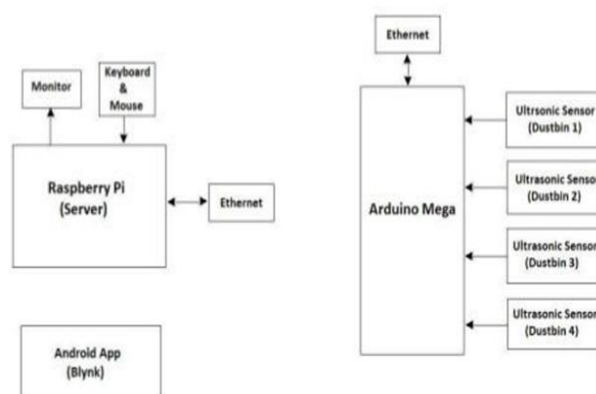 Monitor
Keyboard
&
Mouse
Raspberry Pi
(Server)
Ethernet
Android App
(Blynk)
Ethernet
Arduino Mega
Ultrsonic Sensor
(Dustbin 1)
Ultrasonic Sensor
(Dustbin 2)
Ultrasonic Sensor
(Dustbin 3)
Ultrasonic Sensor
(Dustbin 4)